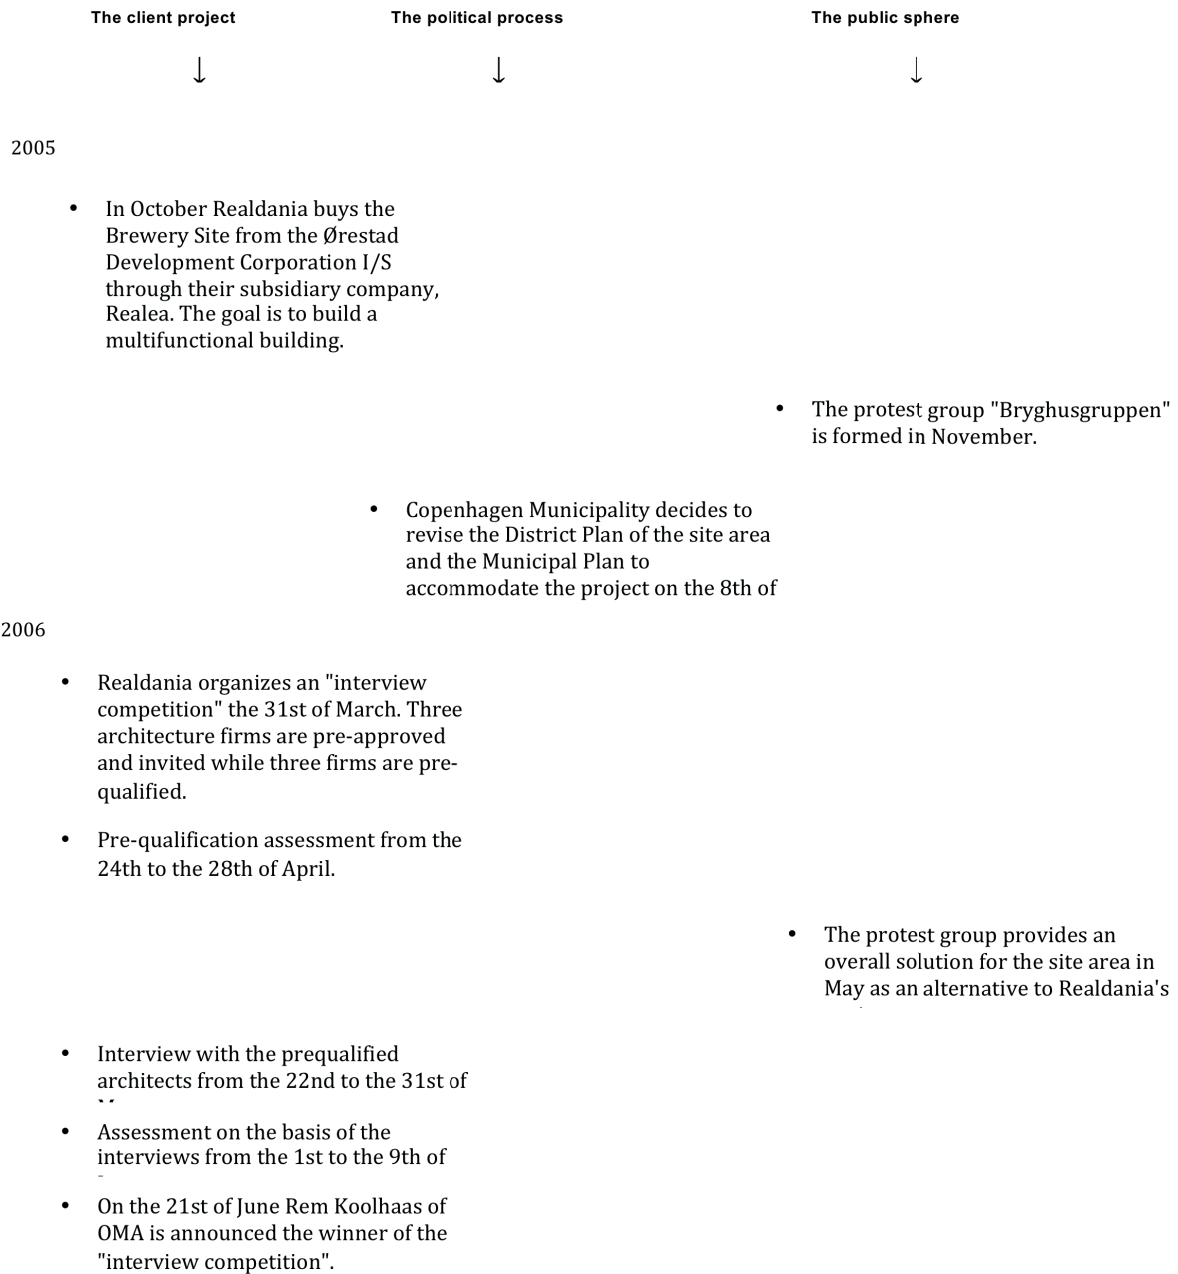 The client project
The political process
The public sphere
↓
↓
↓
2005
• In October Realdania buys the
Brewery Site from the Ørestad
Development Corporation I/S
through their subsidiary company,
Realea. The goal is to build a
multifunctional building.
• The protest group "Bryghusgruppen"
is formed in November.
• Copenhagen Municipality decides to
revise the District Plan of the site area
and the Municipal Plan to
accommodate the project on the 8th of
2006
• Realdania organizes an "interview
competition" the 31st of March. Three
architecture firms are pre-approved
and invited while three firms are pre-
qualified.
• Pre-qualification assessment from the
24th to the 28th of April.
• The protest group provides an
overall solution for the site area in
May as an alternative to Realdania's
• Interview with the prequalified
architects from the 22nd to the 31st of
• Assessment on the basis of the
interviews from the 1st to the 9th of
• On the 21st of June Rem Koolhaas of
OMA is announced the winner of the
"interview competition".